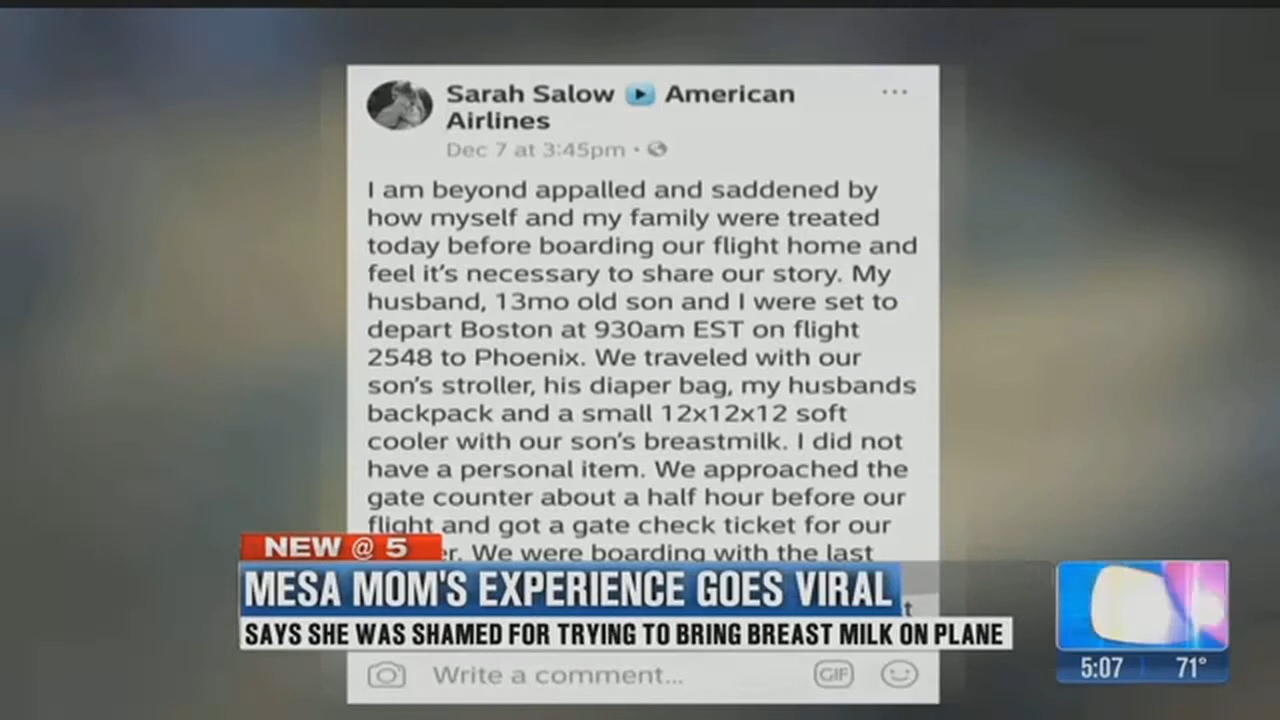 Sarah Salow American
Airlines
Dec 7 at 3:45pm
I am beyond appalled and saddened by
how myself and my family were treated
today before boarding our flight home and
feel it's necessary to share our story. My
husband, 13mo old son and I were set to
depart Boston at 930am EST on flight
2548 to Phoenix. We traveled with our
son's stroller, his diaper bag, my husbands
backpack and a small 12x12x12 soft
cooler with our son's breastmilk. I did not
have a personal item. We approached the
gate counter about a half hour before our
flight and got a gate check ticket for our
We were boarding with the last
NEW @ 5
MESA MOM'S EXPERIENCE GOES VIRAL
SAYS SHE WAS SHAMED FOR TRYING TO BRING BREAST MILK ON PLANE
Write a comment...
GIF
5:07 71°